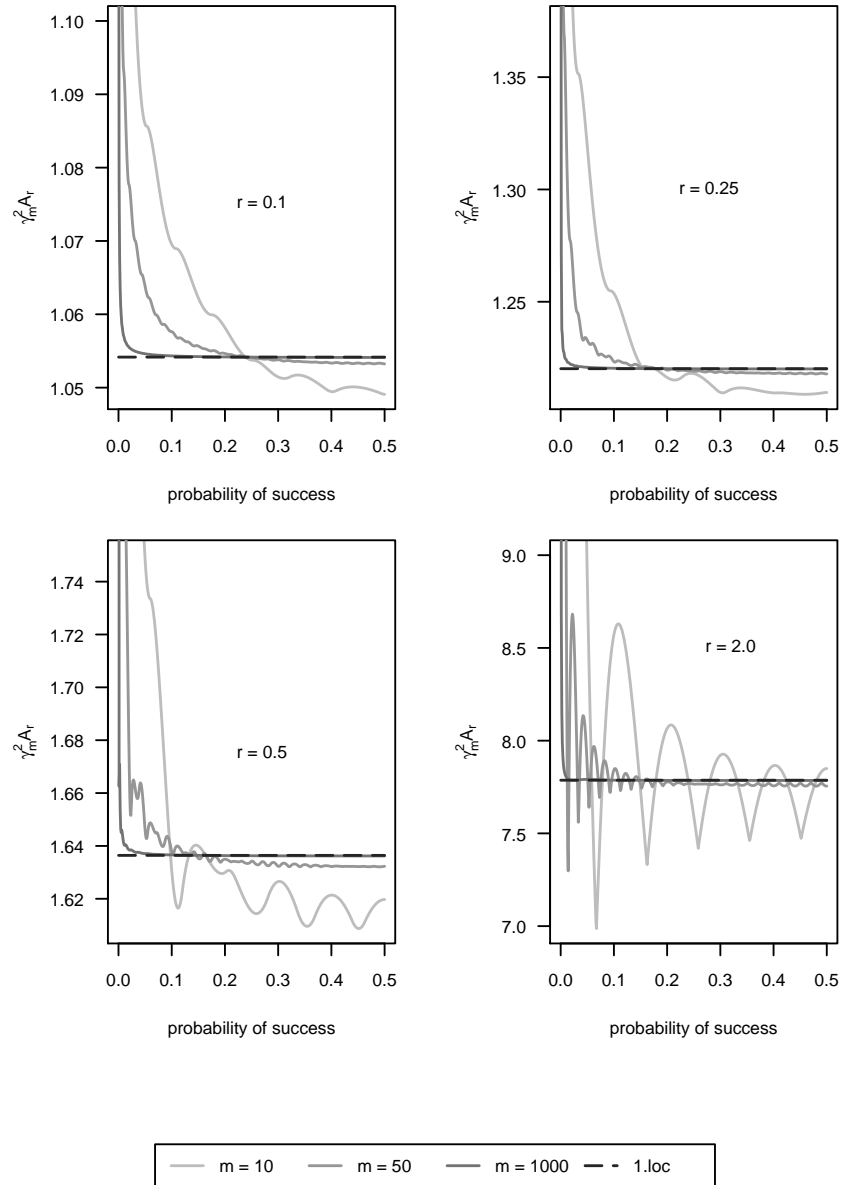 1.10
1.09
1.08
1.07
1.06
1.05
γ²ₘAᵣ
r = 0.1
0.0 0.1 0.2 0.3 0.4 0.5
probability of success
1.35
1.30
1.25
γ²ₘAᵣ
r = 0.25
0.0 0.1 0.2 0.3 0.4 0.5
probability of success
1.74
1.72
1.70
1.68
1.66
1.64
1.62
γ²ₘAᵣ
r = 0.5
0.0 0.1 0.2 0.3 0.4 0.5
probability of success
9.0
8.5
8.0
7.5
7.0
γ²ₘAᵣ
r = 2.0
0.0 0.1 0.2 0.3 0.4 0.5
probability of success
m = 10 m = 50 m = 1000 1.loc